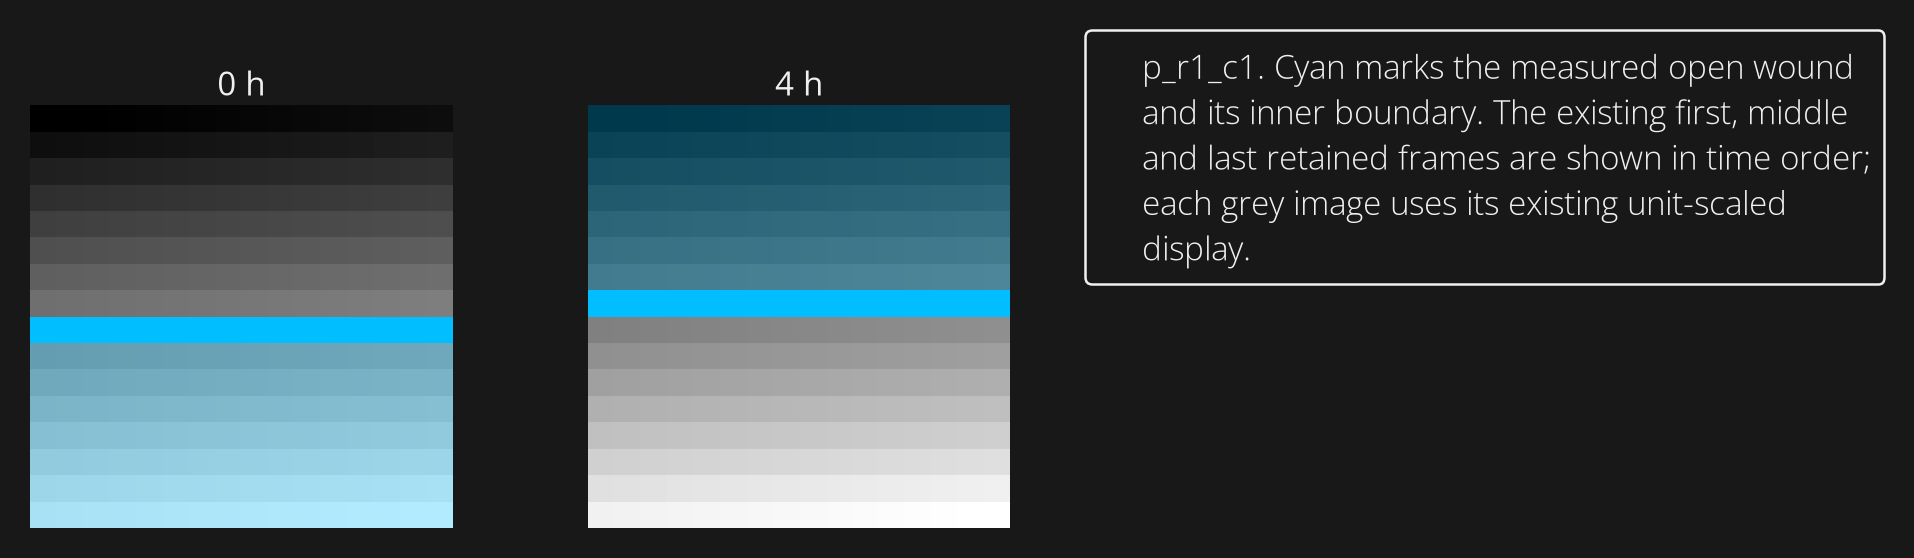 0 h
4 h
p_r1_c1. Cyan marks the measured open wound
and its inner boundary. The existing first, middle
and last retained frames are shown in time order;
each grey image uses its existing unit-scaled
display.